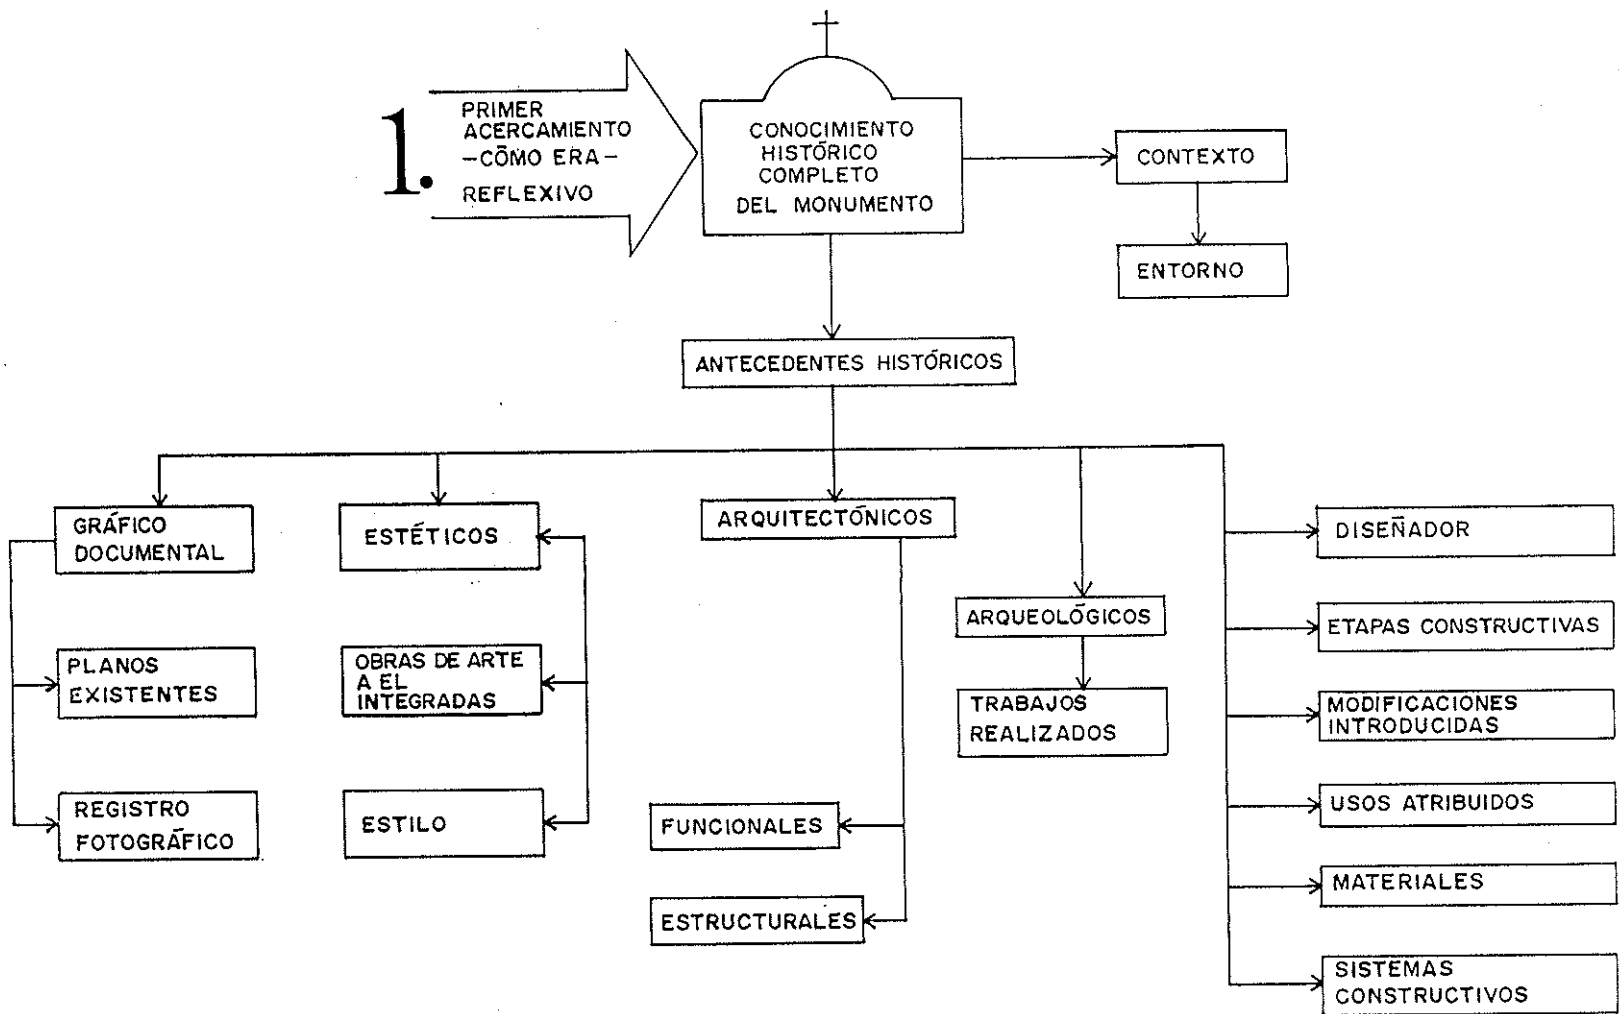 1.
PRIMER
ACERCAMIENTO
-CÓMO ERA-
REFLEXIVO
CONOCIMIENTO
HISTÓRICO
COMPLETO
DEL MONUMENTO
CONTEXTO
ENTORNO
ANTECEDENTES HISTÓRICOS
GRÁFICO
DOCUMENTAL
PLANOS
EXISTENTES
REGISTRO
FOTOGRÁFICO
ESTÉTICOS
OBRAS DE ARTE
A EL
INTEGRADAS
ESTILO
ARQUITECTÓNICOS
FUNCIONALES
ESTRUCTURALES
ARQUEOLÓGICOS
TRABAJOS
REALIZADOS
DISEÑADOR
ETAPAS CONSTRUCTIVAS
MODIFICACIONES
INTRODUCIDAS
USOS ATRIBUIDOS
MATERIALES
SISTEMAS
CONSTRUCTIVOS